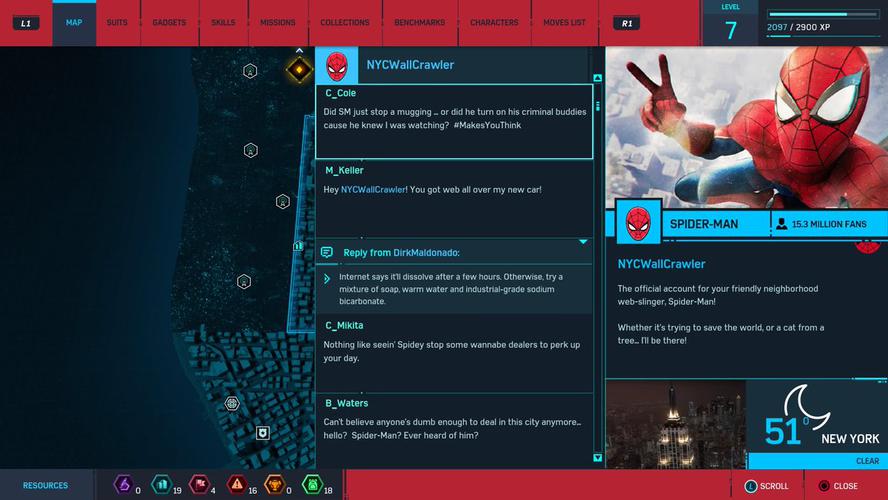 L1
MAP
SUITS
GADGETS
SKILLS
MISSIONS
COLLECTIONS
BENCHMARKS
CHARACTERS
MOVES LIST
R1
LEVEL
7
2097 / 2900 XP
NYCWallCrawler
C_Cole
Did SM just stop a mugging ... or did he turn on his criminal buddies
cause he knew I was watching? #MakesYouThink
M_Keller
Hey NYCWallCrawler! You got web all over my new car!
Reply from DirkMaldonado:
Internet says it'll dissolve after a few hours. Otherwise, try a
mixture of soap, warm water and industrial-grade sodium
bicarbonate.
C_Mikita
Nothing like seein' Spidey stop some wannabe dealers to perk up
your day.
B_Waters
Can't believe anyone's dumb enough to deal in this city anymore...
hello? Spider-Man? Ever heard of him?
SPIDER-MAN
15.3 MILLION FANS
NYCWallCrawler
The official account for your friendly neighborhood
web-slinger, Spider-Man!
Whether it's trying to save the world, or a cat from a
tree... I'll be there!
51°
NEW YORK
CLEAR
RESOURCES
0
19
4
16
0
18
L SCROLL
CLOSE